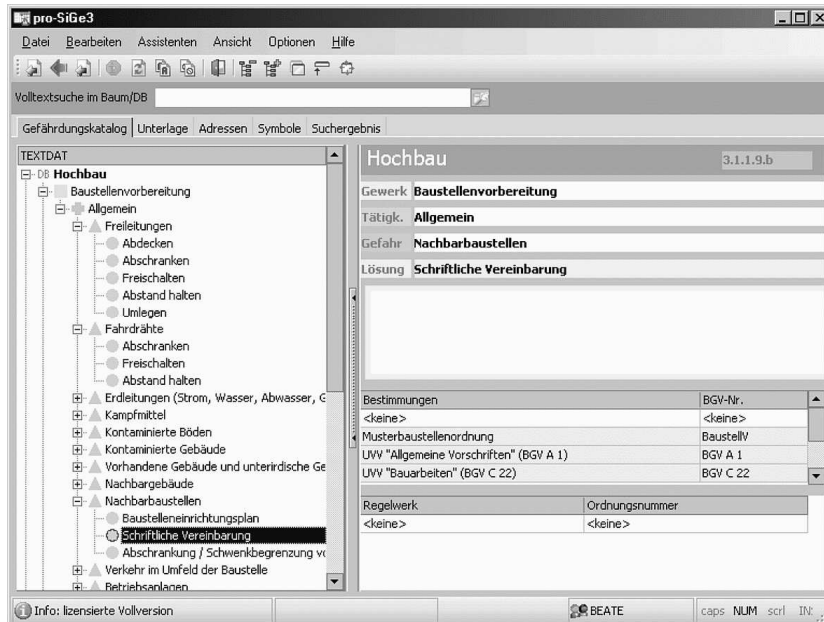 pro-SiGe3
Datei Bearbeiten Assistenten Ansicht Optionen Hilfe
Volltextsuche im Baum/DB
Gefährdungskatalog Unterlage Adressen Symbole Suchergebnis
TEXTDAT
DB Hochbau
Baustellenvorbereitung
Allgemein
Freileitungen
Abdecken
Abschranken
Freischalten
Abstand halten
Umlegen
Fahrdrähte
Abschranken
Freischalten
Abstand halten
Erdleitungen (Strom, Wasser, Abwasser, G
Kampfmittel
Kontaminierte Böden
Kontaminierte Gebäude
Vorhandene Gebäude und unterirdische Ge
Nachbargebäude
Nachbarbaustellen
Baustelleneinrichtungsplan
Schriftliche Vereinbarung
Abschrankung / Schwenkbegrenzung vo
Verkehr im Umfeld der Baustelle
Betriebsanlagen
Hochbau 3.1.1.9.b
Gewerk Baustellenvorbereitung
Tätigk. Allgemein
Gefahr Nachbarbaustellen
Lösung Schriftliche Vereinbarung
Bestimmungen BGV-Nr.
<keine> <keine>
Musterbaustellenordnung BaustellV
UVV "Allgemeine Vorschriften" (BGV A 1) BGV A 1
UVV "Bauarbeiten" (BGV C 22) BGV C 22
Regelwerk Ordnungsnummer
<keine> <keine>
Info: lizensierte Vollversion BEATE caps NUM scrl IN: